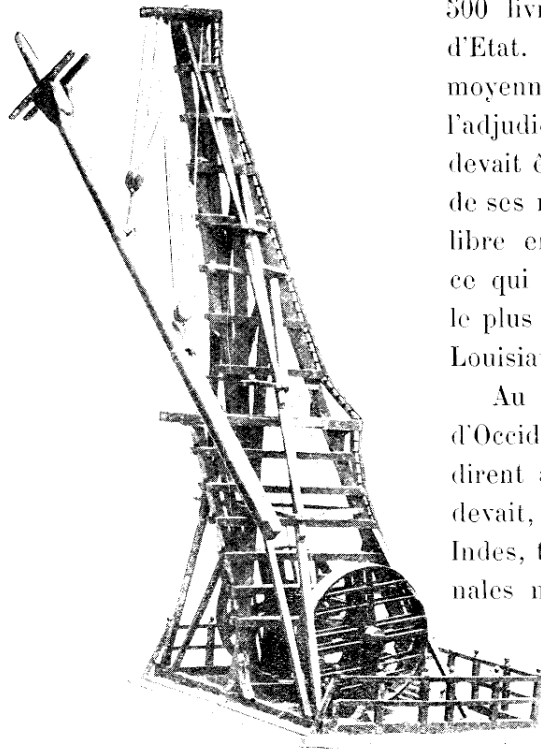 500 livr
d'Etat.
moyenn
l'adjudic
devait ê
de ses r
libre er
ce qui
le plus
Louisia
Au
d'Occid
dirent a
devait,
Indes, t
nales n